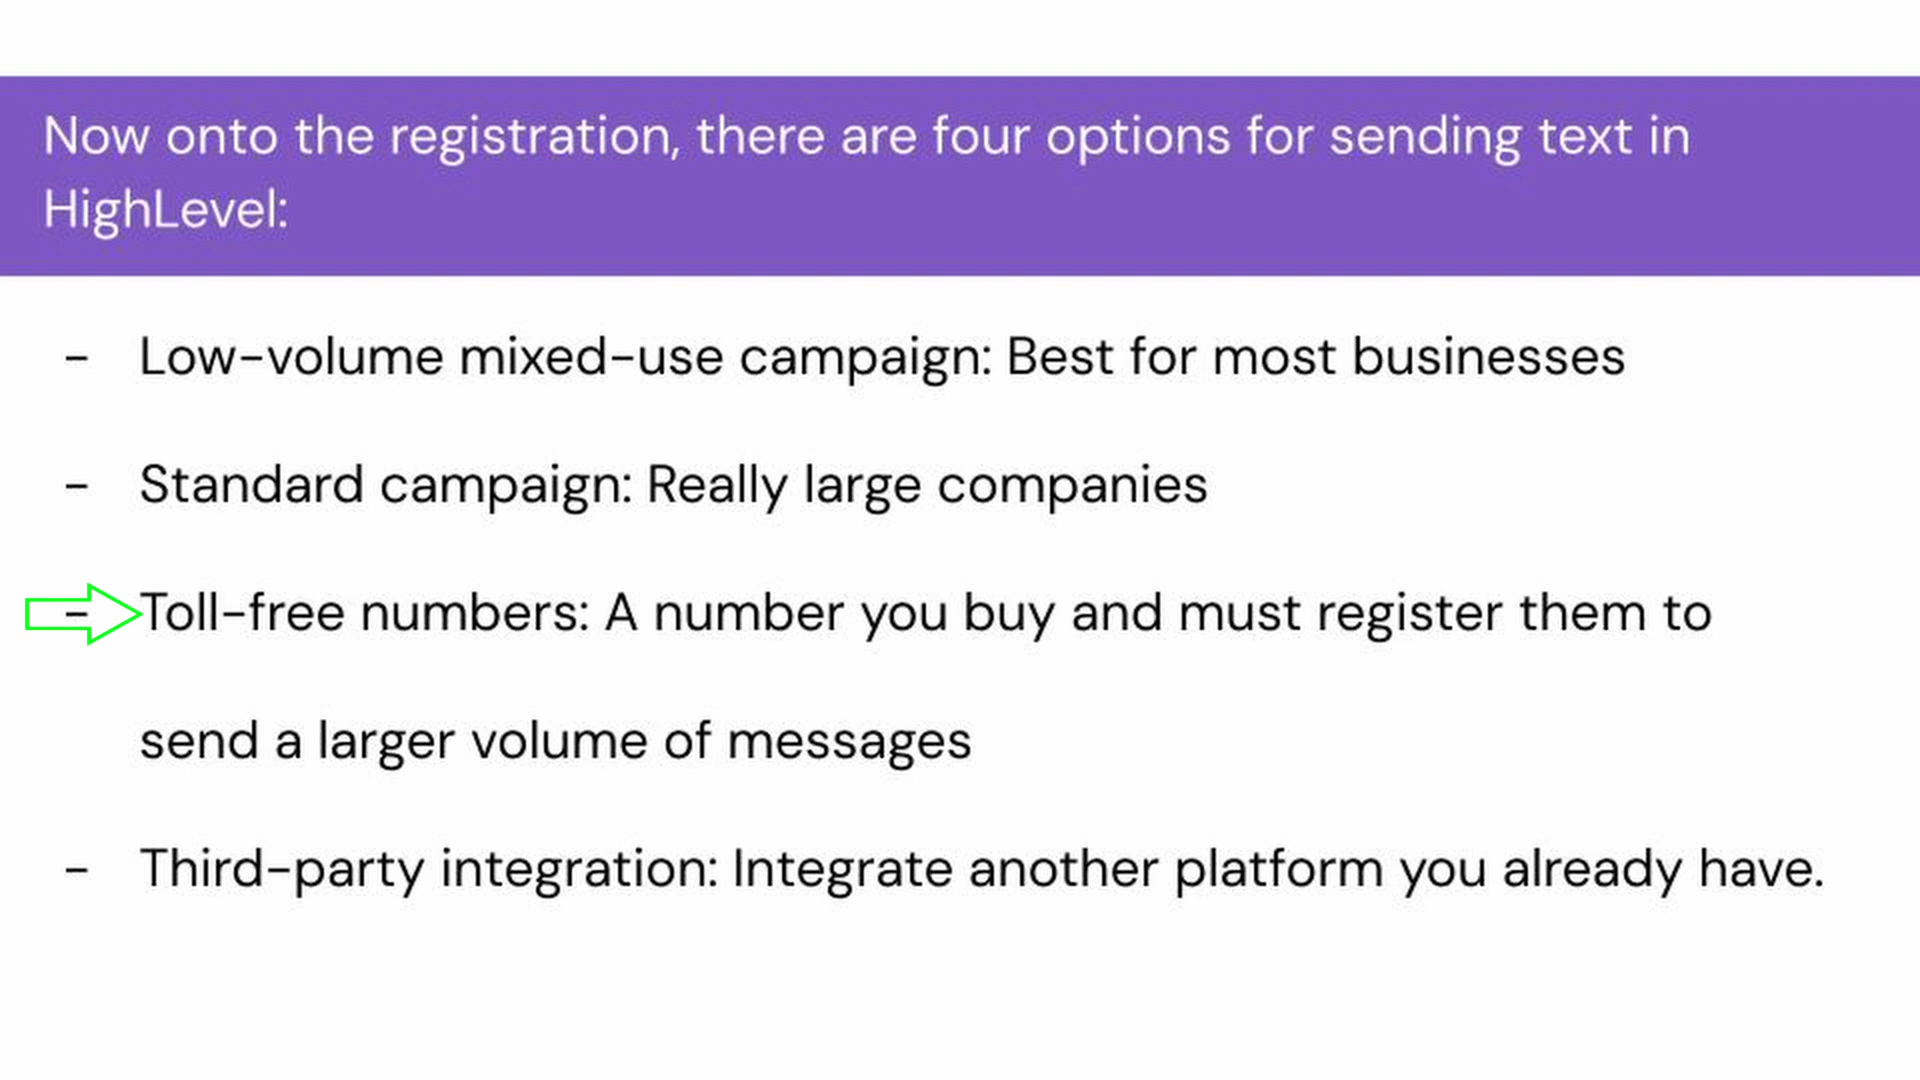 Now onto the registration, there are four options for sending text in
HighLevel:
- Low-volume mixed-use campaign: Best for most businesses
- Standard campaign: Really large companies
- Toll-free numbers: A number you buy and must register them to
send a larger volume of messages
- Third-party integration: Integrate another platform you already have.